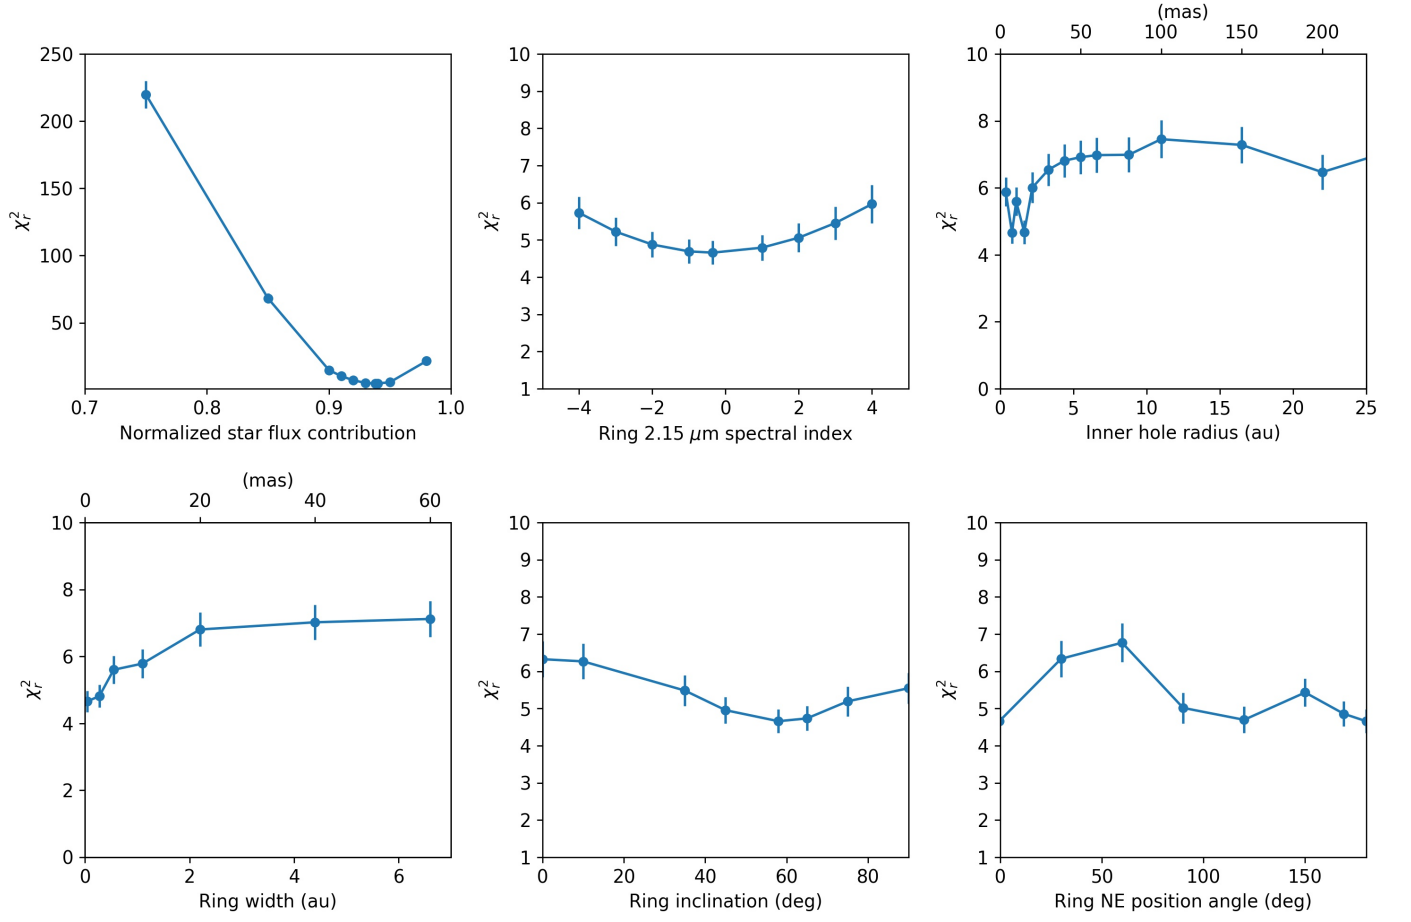 250
200
150
100
50
χ²ᵣ
0.7 0.8 0.9 1.0
Normalized star flux contribution
10
9
8
7
6
5
4
3
2
1
χ²ᵣ
−4 −2 0 2 4
Ring 2.15 μm spectral index
(mas)
0 50 100 150 200
10
8
6
4
2
0
χ²ᵣ
0 5 10 15 20 25
Inner hole radius (au)
(mas)
0 20 40 60
10
8
6
4
2
0
χ²ᵣ
0 2 4 6
Ring width (au)
10
9
8
7
6
5
4
3
2
1
χ²ᵣ
0 20 40 60 80
Ring inclination (deg)
10
9
8
7
6
5
4
3
2
1
χ²ᵣ
0 50 100 150
Ring NE position angle (deg)